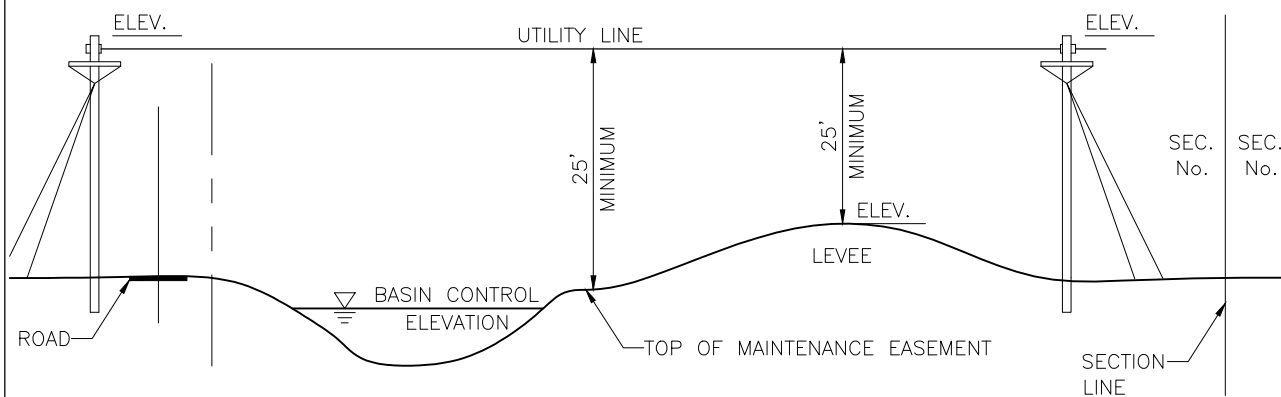 ELEV.
UTILITY LINE
ELEV.
25'
MINIMUM
25'
MINIMUM
SEC.
No.
SEC.
No.
ELEV.
LEVEE
BASIN CONTROL
ELEVATION
ROAD
TOP OF MAINTENANCE EASEMENT
SECTION
LINE